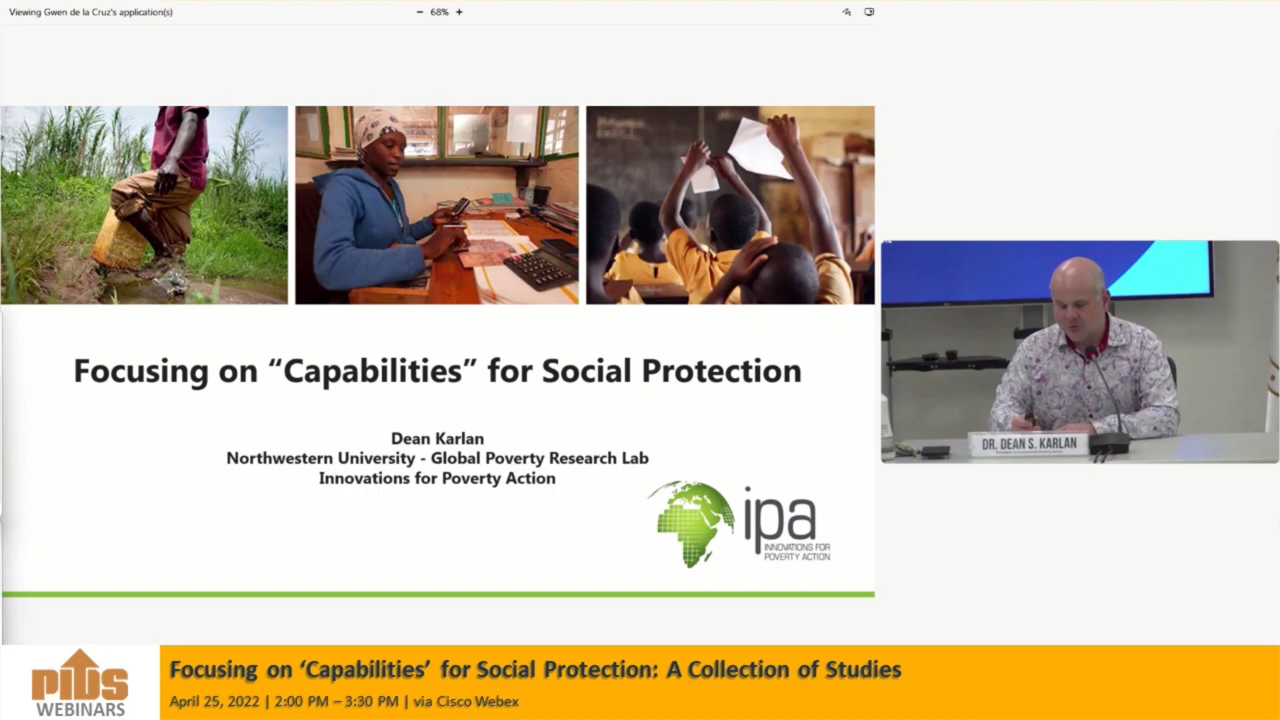 Viewing Gwen de la Cruz's application(s)
− 68% +
Focusing on “Capabilities” for Social Protection
Dean Karlan
Northwestern University - Global Poverty Research Lab
Innovations for Poverty Action
ipa
INNOVATIONS FOR
POVERTY ACTION
DR. DEAN S. KARLAN
PIDS
WEBINARS
Focusing on ‘Capabilities’ for Social Protection: A Collection of Studies
April 25, 2022 | 2:00 PM – 3:30 PM | via Cisco Webex